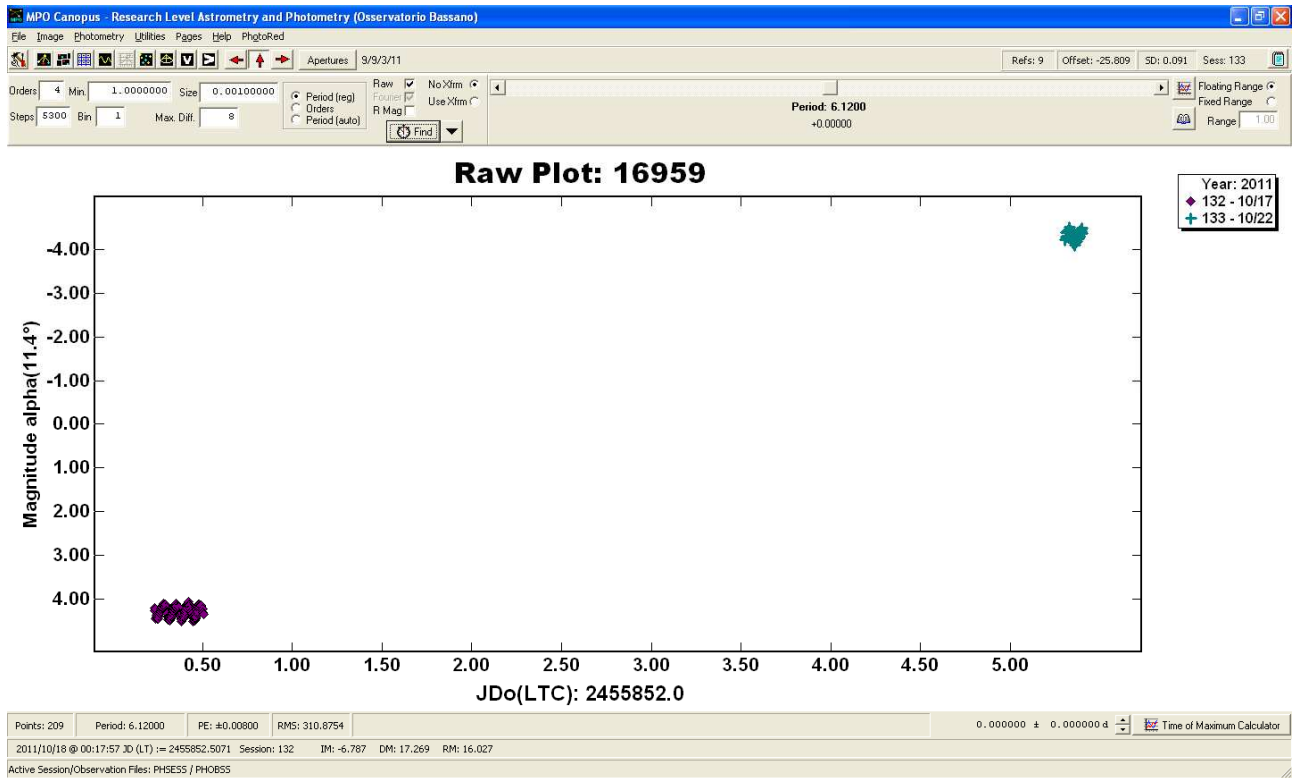 MPO Canopus - Research Level Astrometry and Photometry (Osservatorio Bassano)
File Image Photometry Utilities Pages Help PhotoRed
Apertures 9/9/3/11 Refs: 9 Offset: -25.809 SD: 0.091 Sess: 133
Orders 4 Min. 1.0000000 Size 0.00100000
Steps 5300 Bin 1 Max. Diff. 8
Period (reg)
Orders
Period (auto)
Raw
Fourier
R Mag
No Xfrm
Use Xfrm
Find
Period: 6.1200
+0.00000
Floating Range
Fixed Range
Range 1.00
Raw Plot: 16959
Year: 2011
132 - 10/17
133 - 10/22
Magnitude alpha(11.4°)
-4.00
-3.00
-2.00
-1.00
0.00
1.00
2.00
3.00
4.00
0.50 1.00 1.50 2.00 2.50 3.00 3.50 4.00 4.50 5.00
JDo(LTC): 2455852.0
Points: 209 Period: 6.12000 PE: ±0.00800 RMS: 310.8754 0.000000 ± 0.000000 d Time of Maximum Calculator
2011/10/18 @ 00:17:57 JD (LT) := 2455852.5071 Session: 132 IM: -6.787 DM: 17.269 RM: 16.027
Active Session/Observation Files: PHSESS / PHOBSS